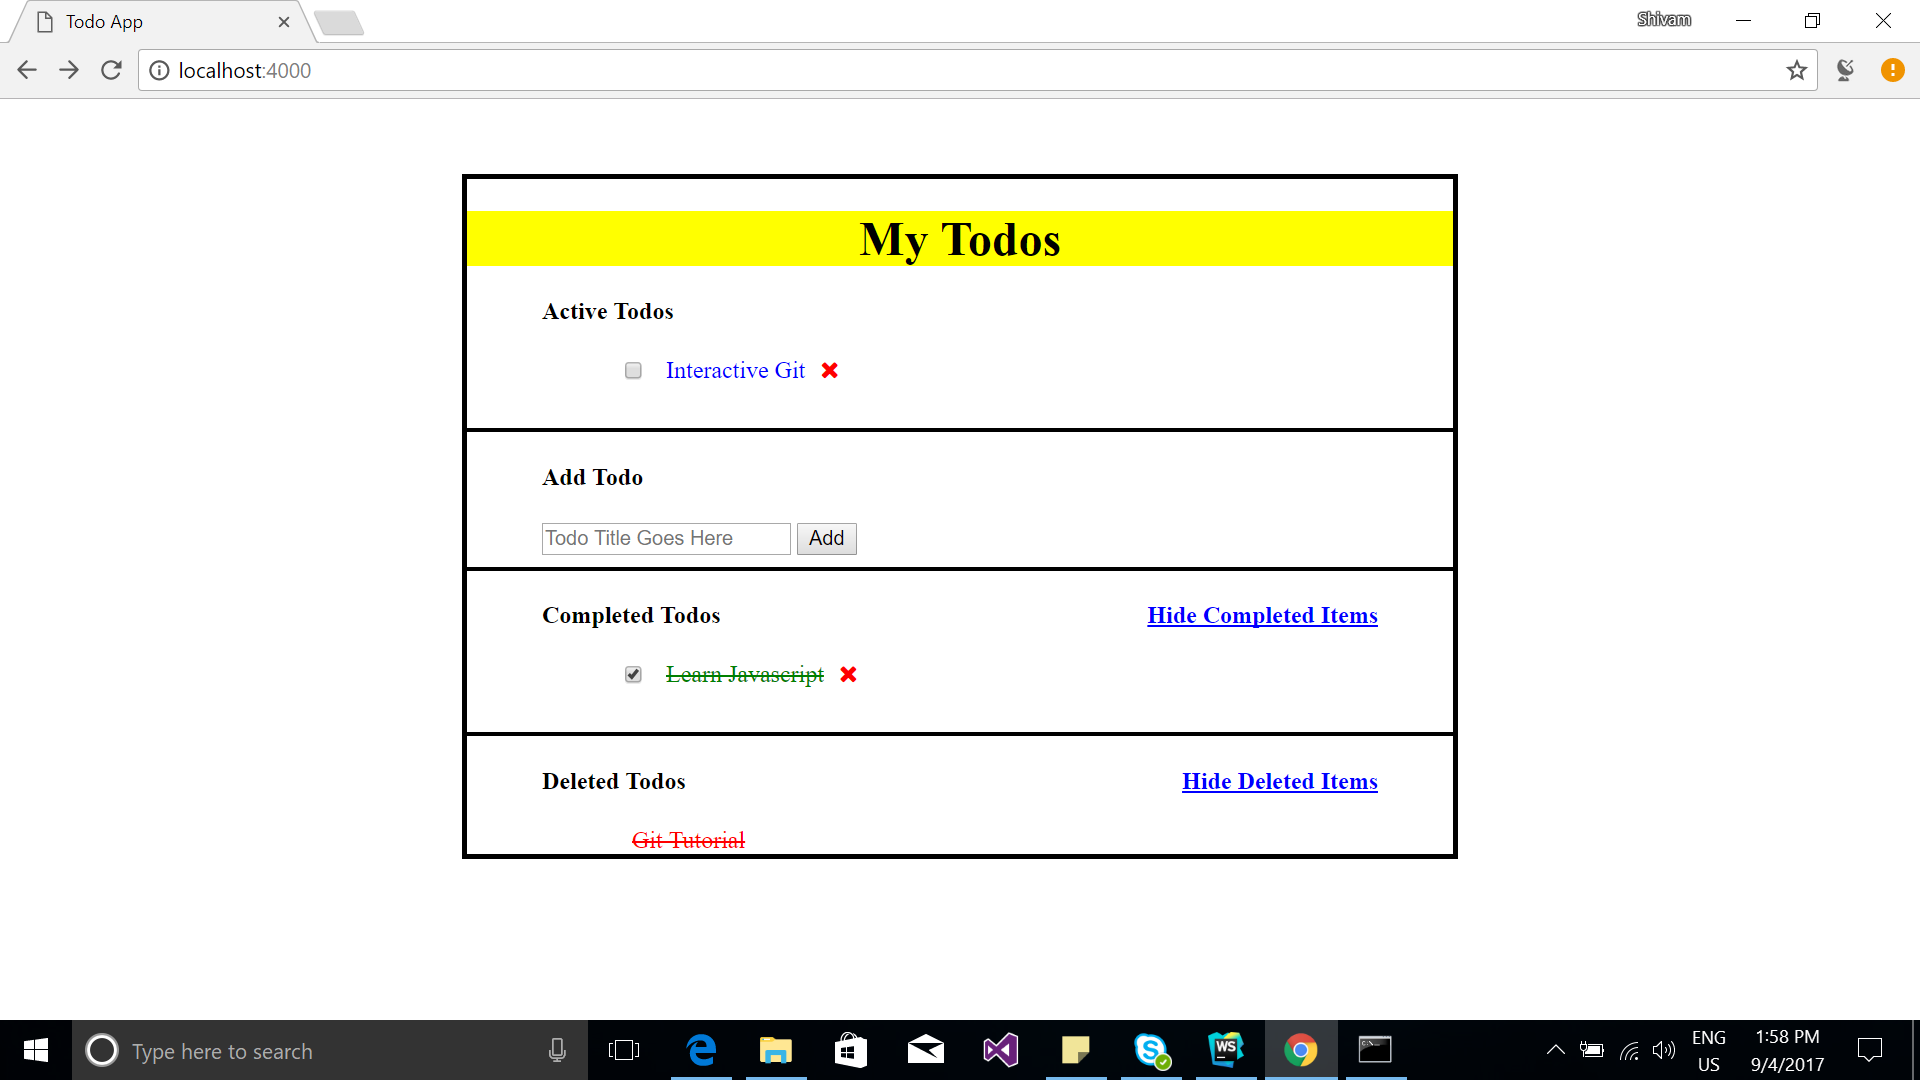 Todo App
Shivam
localhost:4000
My Todos
Active Todos
Interactive Git
Add Todo
Todo Title Goes Here
Add
Completed Todos
Hide Completed Items
Learn Javascript
Deleted Todos
Hide Deleted Items
Git Tutorial
Type here to search
WS
ENG
US
1:58 PM
9/4/2017